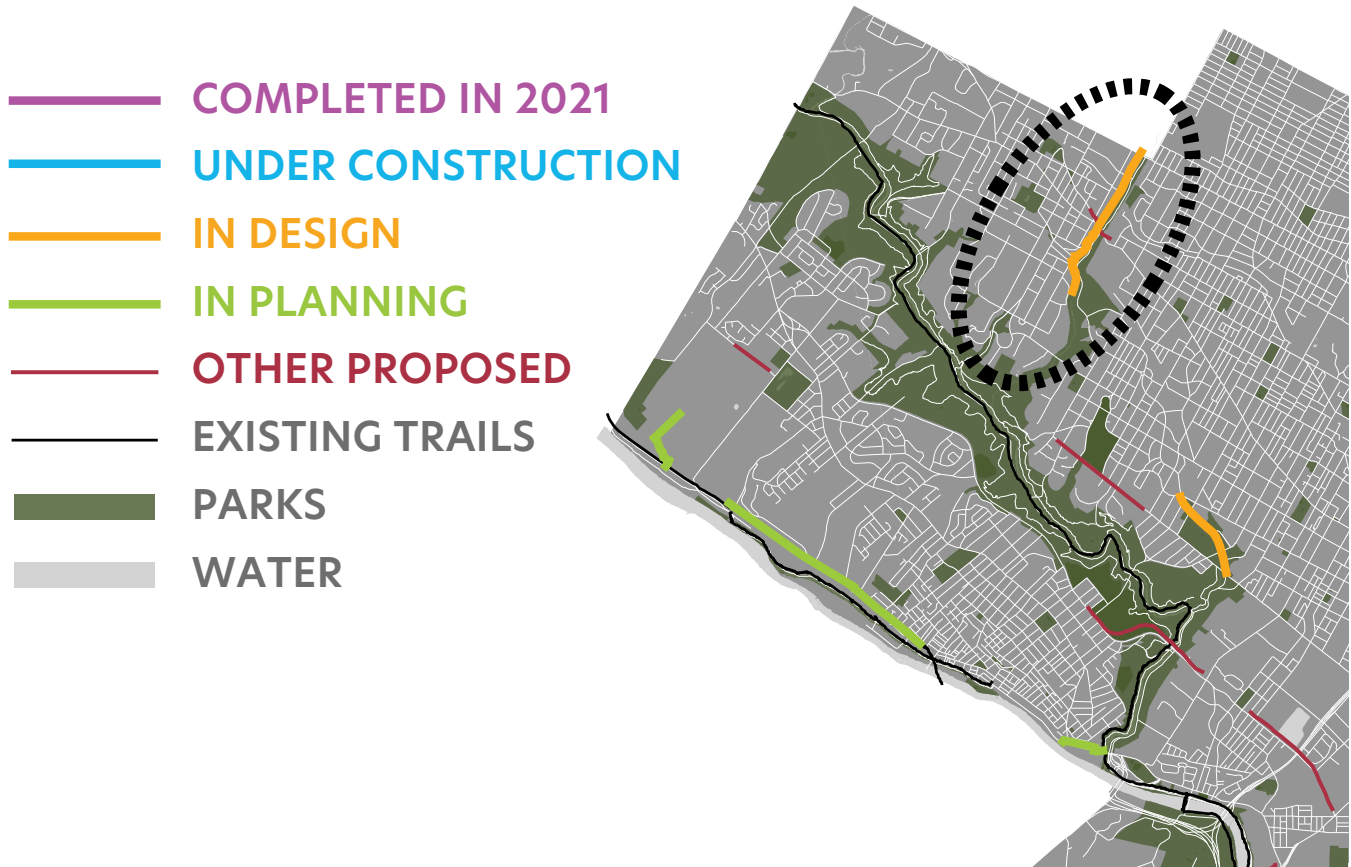 COMPLETED IN 2021
UNDER CONSTRUCTION
IN DESIGN
IN PLANNING
OTHER PROPOSED
EXISTING TRAILS
PARKS
WATER